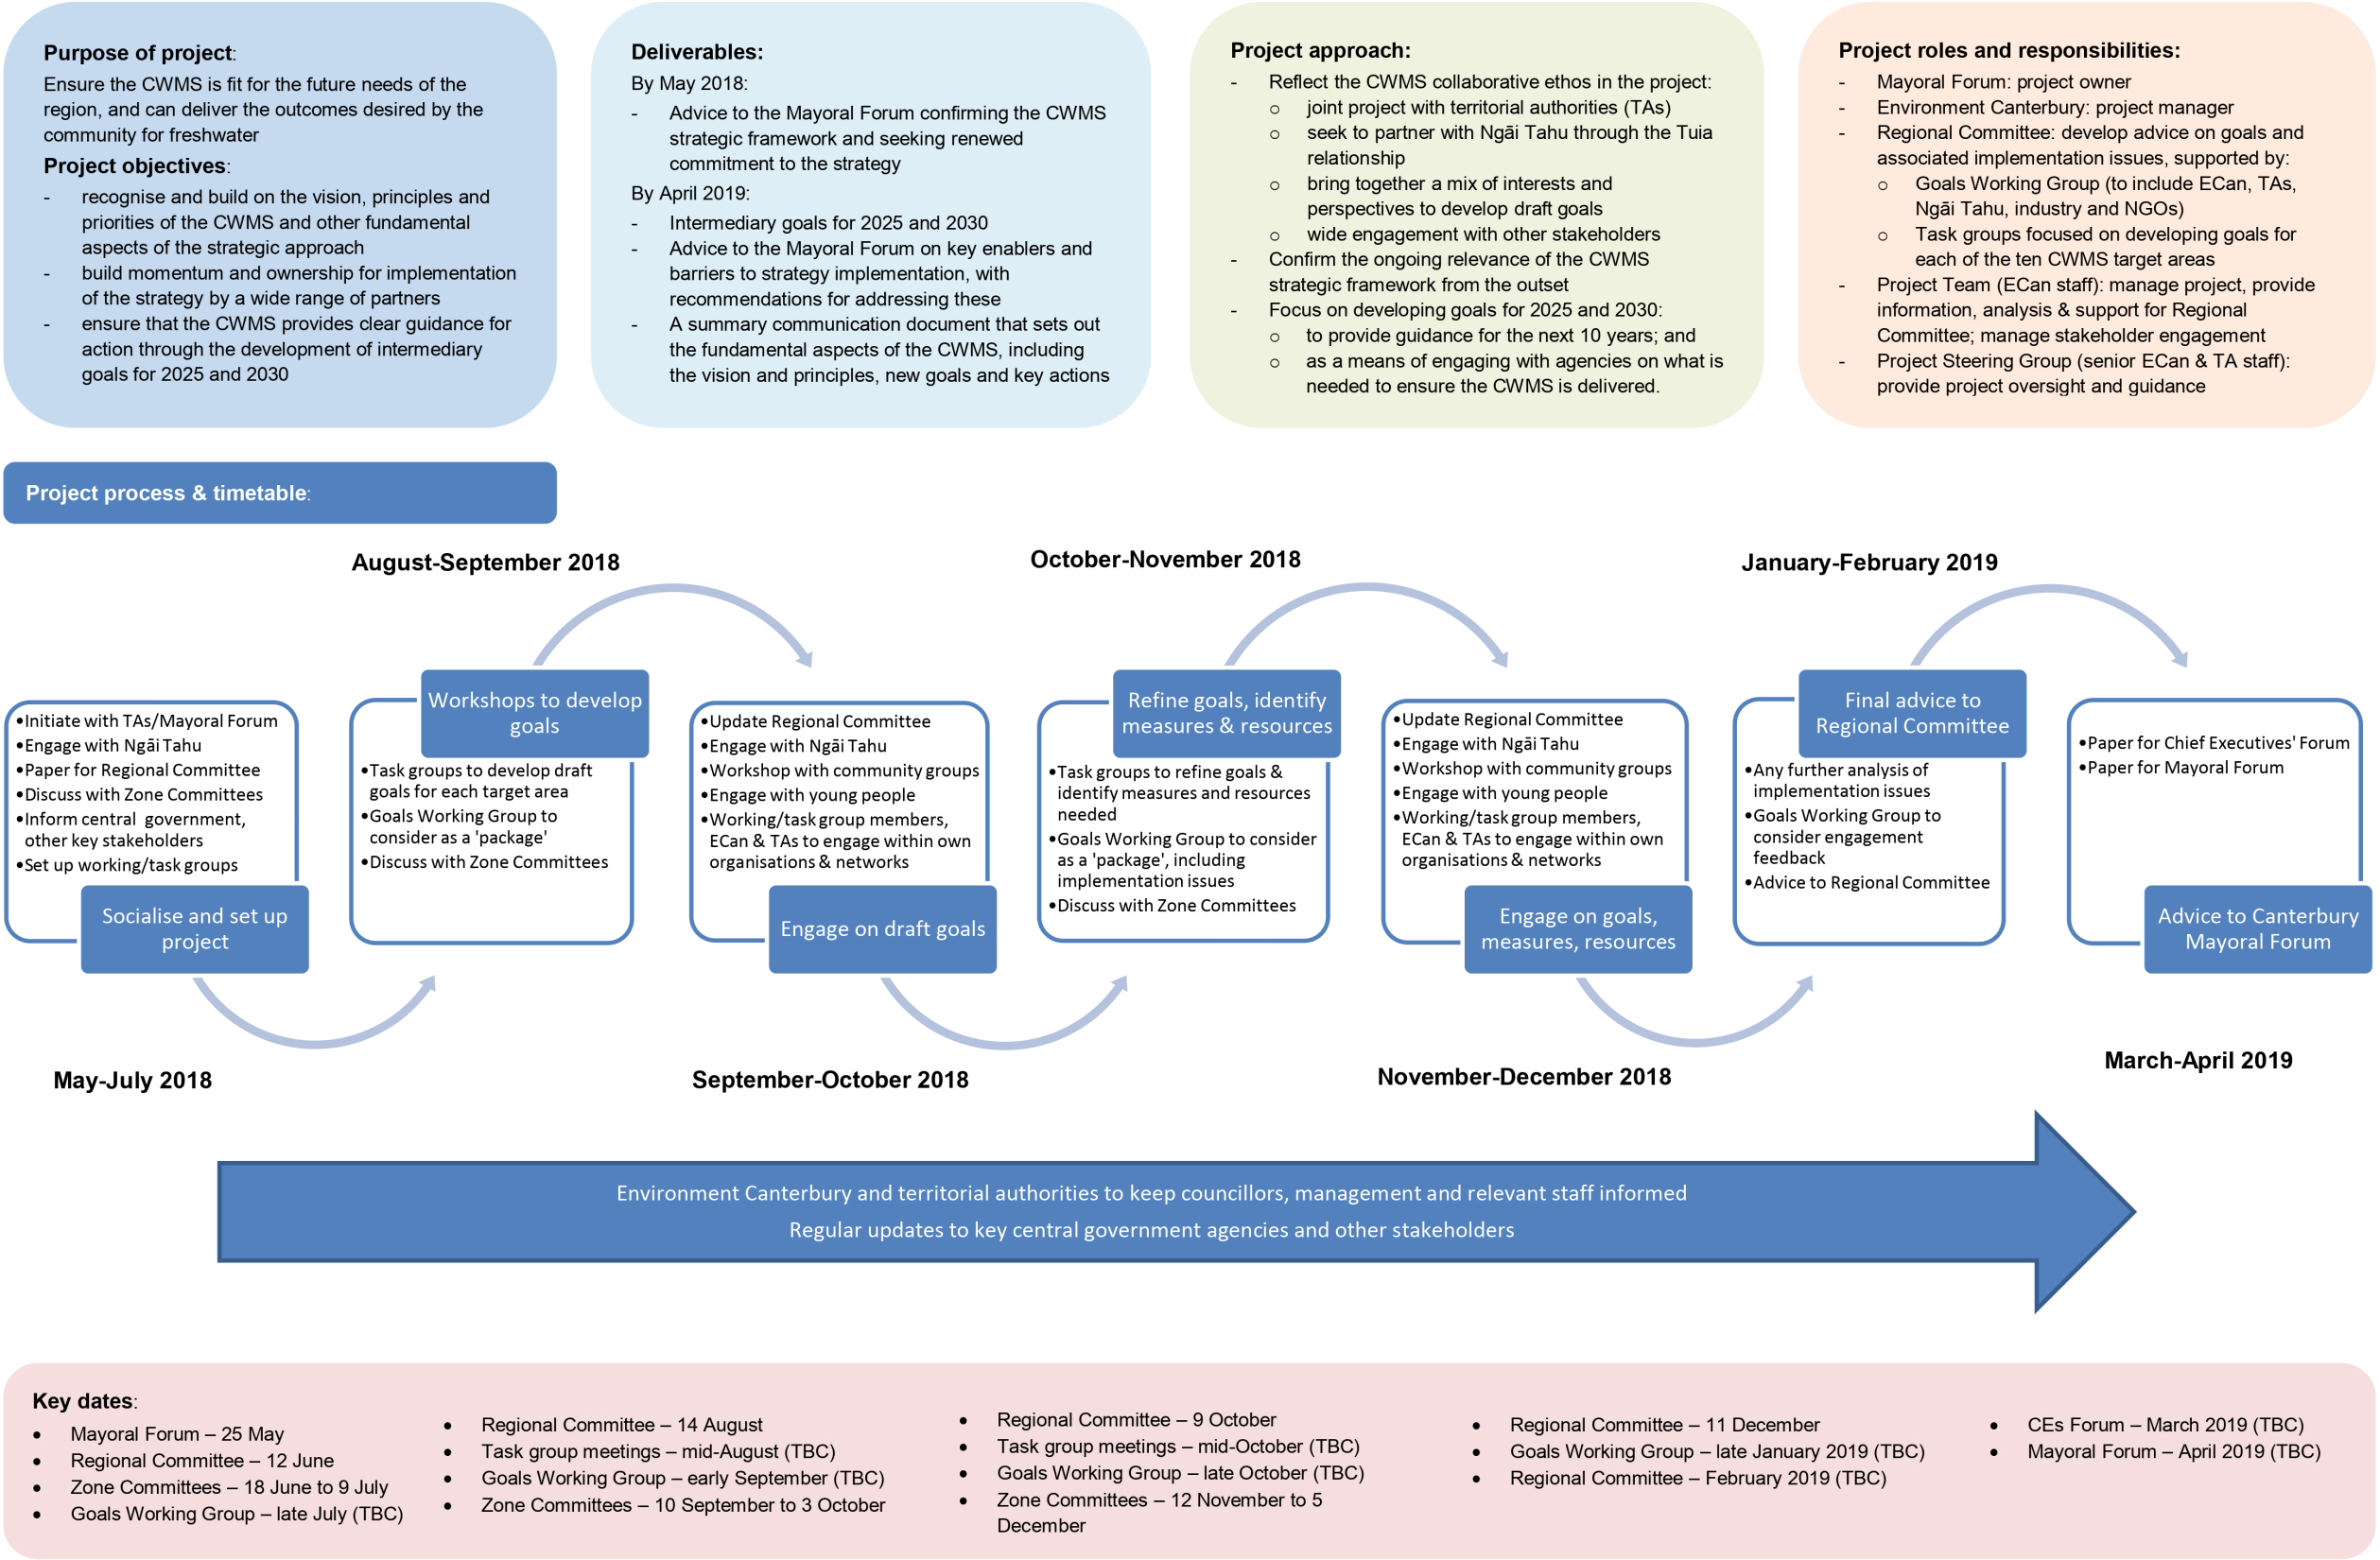 Purpose of project:
Ensure the CWMS is fit for the future needs of the
region, and can deliver the outcomes desired by the
community for freshwater
Project objectives:
- recognise and build on the vision, principles and
priorities of the CWMS and other fundamental
aspects of the strategic approach
- build momentum and ownership for implementation
of the strategy by a wide range of partners
- ensure that the CWMS provides clear guidance for
action through the development of intermediary
goals for 2025 and 2030
Deliverables:
By May 2018:
- Advice to the Mayoral Forum confirming the CWMS
strategic framework and seeking renewed
commitment to the strategy
By April 2019:
- Intermediary goals for 2025 and 2030
- Advice to the Mayoral Forum on key enablers and
barriers to strategy implementation, with
recommendations for addressing these
- A summary communication document that sets out
the fundamental aspects of the CWMS, including
the vision and principles, new goals and key actions
Project approach:
- Reflect the CWMS collaborative ethos in the project:
o joint project with territorial authorities (TAs)
o seek to partner with Ngāi Tahu through the Tuia
relationship
o bring together a mix of interests and
perspectives to develop draft goals
o wide engagement with other stakeholders
- Confirm the ongoing relevance of the CWMS
strategic framework from the outset
- Focus on developing goals for 2025 and 2030:
o to provide guidance for the next 10 years; and
o as a means of engaging with agencies on what is
needed to ensure the CWMS is delivered.
Project roles and responsibilities:
- Mayoral Forum: project owner
- Environment Canterbury: project manager
- Regional Committee: develop advice on goals and
associated implementation issues, supported by:
o Goals Working Group (to include ECan, TAs,
Ngāi Tahu, industry and NGOs)
o Task groups focused on developing goals for
each of the ten CWMS target areas
- Project Team (ECan staff): manage project, provide
information, analysis & support for Regional
Committee; manage stakeholder engagement
- Project Steering Group (senior ECan & TA staff):
provide project oversight and guidance
Project process & timetable:
August-September 2018
October-November 2018
January-February 2019
•Initiate with TAs/Mayoral Forum
•Engage with Ngāi Tahu
•Paper for Regional Committee
•Discuss with Zone Committees
•Inform central government,
other key stakeholders
•Set up working/task groups
Socialise and set up
project
Workshops to develop
goals
•Task groups to develop draft
goals for each target area
•Goals Working Group to
consider as a 'package'
•Discuss with Zone Committees
•Update Regional Committee
•Engage with Ngāi Tahu
•Workshop with community groups
•Engage with young people
•Working/task group members,
ECan & TAs to engage within own
organisations & networks
Engage on draft goals
Refine goals, identify
measures & resources
•Task groups to refine goals &
identify measures and resources
needed
•Goals Working Group to consider
as a 'package', including
implementation issues
•Discuss with Zone Committees
•Update Regional Committee
•Engage with Ngāi Tahu
•Workshop with community groups
•Engage with young people
•Working/task group members,
ECan & TAs to engage within own
organisations & networks
Engage on goals,
measures, resources
Final advice to
Regional Committee
•Any further analysis of
implementation issues
•Goals Working Group to
consider engagement
feedback
•Advice to Regional Committee
•Paper for Chief Executives' Forum
•Paper for Mayoral Forum
Advice to Canterbury
Mayoral Forum
May-July 2018
September-October 2018
November-December 2018
March-April 2019
Environment Canterbury and territorial authorities to keep councillors, management and relevant staff informed
Regular updates to key central government agencies and other stakeholders
Key dates:
• Mayoral Forum – 25 May
• Regional Committee – 12 June
• Zone Committees – 18 June to 9 July
• Goals Working Group – late July (TBC)
• Regional Committee – 14 August
• Task group meetings – mid-August (TBC)
• Goals Working Group – early September (TBC)
• Zone Committees – 10 September to 3 October
• Regional Committee – 9 October
• Task group meetings – mid-October (TBC)
• Goals Working Group – late October (TBC)
• Zone Committees – 12 November to 5
December
• Regional Committee – 11 December
• Goals Working Group – late January 2019 (TBC)
• Regional Committee – February 2019 (TBC)
• CEs Forum – March 2019 (TBC)
• Mayoral Forum – April 2019 (TBC)